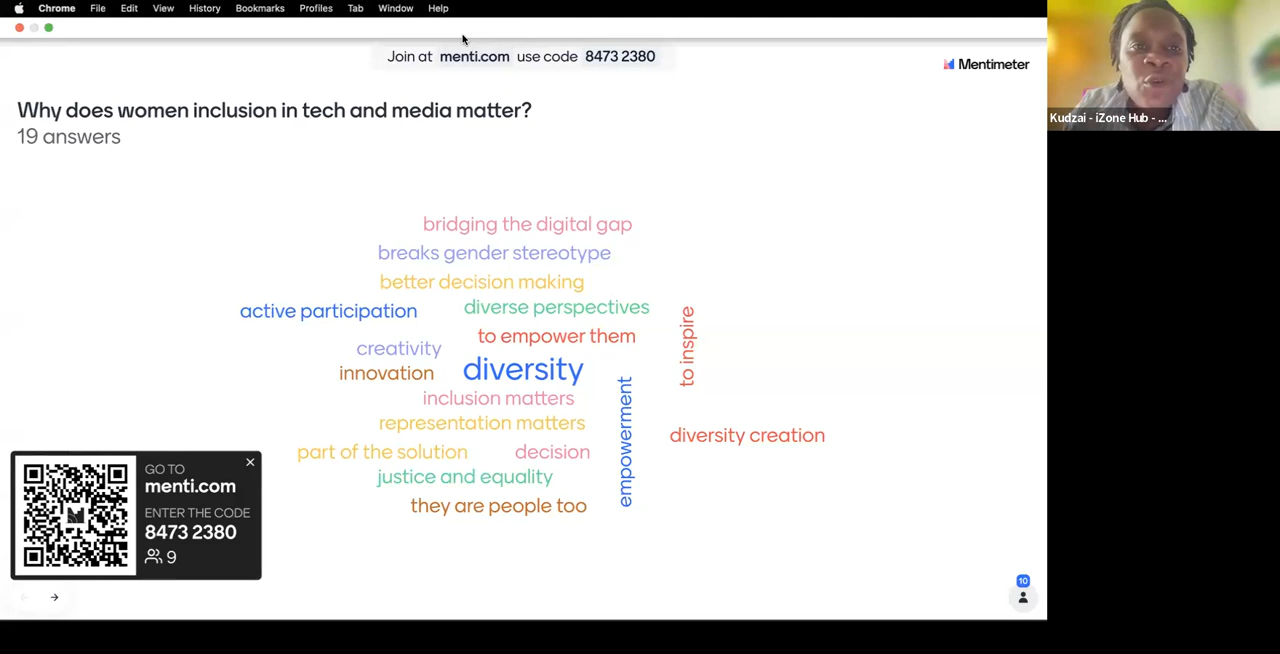 Chrome File Edit View History Bookmarks Profiles Tab Window Help
Join at menti.com use code 8473 2380
Mentimeter
Why does women inclusion in tech and media matter?
19 answers
bridging the digital gap
breaks gender stereotype
better decision making
active participation
diverse perspectives
to inspire
to empower them
creativity
diversity
innovation
inclusion matters
empowerment
representation matters
diversity creation
part of the solution
decision
justice and equality
they are people too
GO TO
menti.com
ENTER THE CODE
8473 2380
9
10
Kudzai - iZone Hub - ...